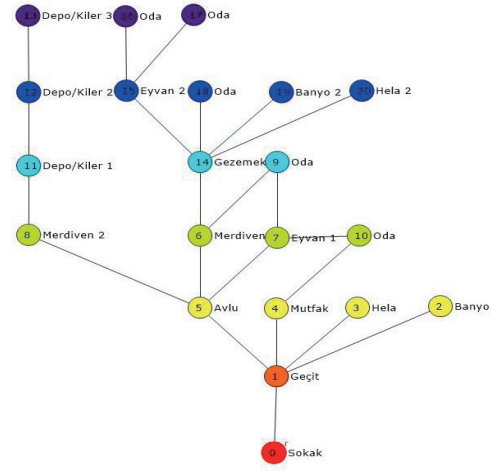 13 Depo/Kiler 3
16 Oda
17 Oda
12 Depo/Kiler 2
15 Eyvan 2
18 Oda
19 Banyo 2
20 Hela 2
11 Depo/Kiler 1
14 Gezemek
9 Oda
8 Merdiven 2
6 Merdiven
7 Eyvan 1
10 Oda
5 Avlu
4 Mutfak
3 Hela
2 Banyo
1 Geçit
0 Sokak